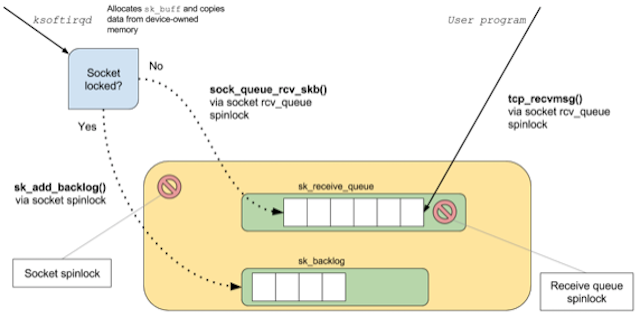 ksoftirqd
Allocates sk_buff and copies
data from device-owned
memory
User program
Socket
locked?
No
Yes
sock_queue_rcv_skb()
via socket rcv_queue
spinlock
tcp_recvmsg()
via socket rcv_queue
spinlock
sk_add_backlog()
via socket spinlock
sk_receive_queue
sk_backlog
Socket spinlock
Receive queue
spinlock